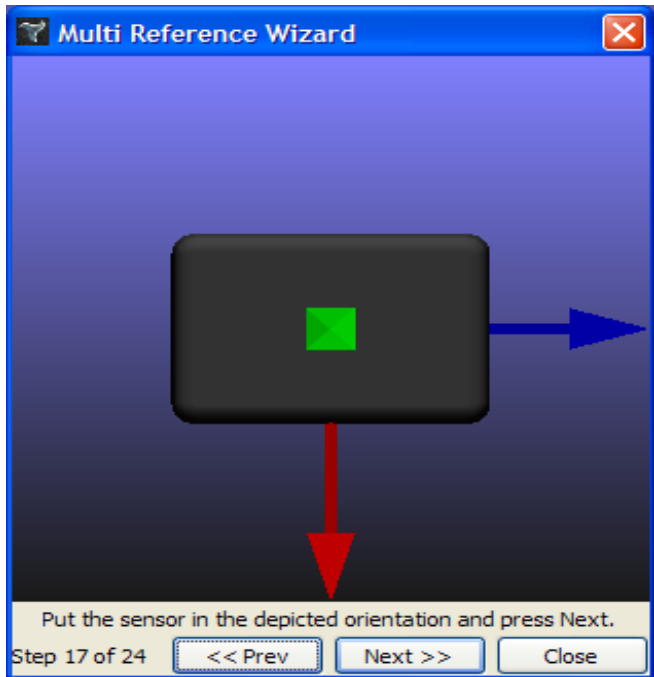 Multi Reference Wizard
Put the sensor in the depicted orientation and press Next.
Step 17 of 24 << Prev Next >> Close